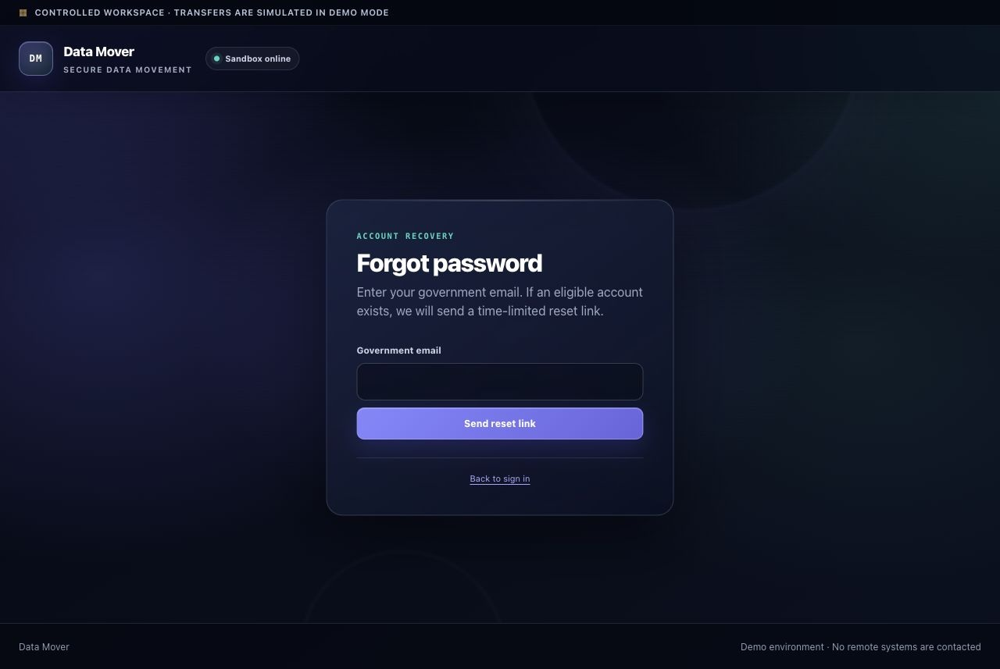 CONTROLLED WORKSPACE · TRANSFERS ARE SIMULATED IN DEMO MODE
DM
Data Mover
SECURE DATA MOVEMENT
Sandbox online
ACCOUNT RECOVERY
Forgot password
Enter your government email. If an eligible account
exists, we will send a time-limited reset link.
Government email
Send reset link
Back to sign in
Data Mover
Demo environment · No remote systems are contacted